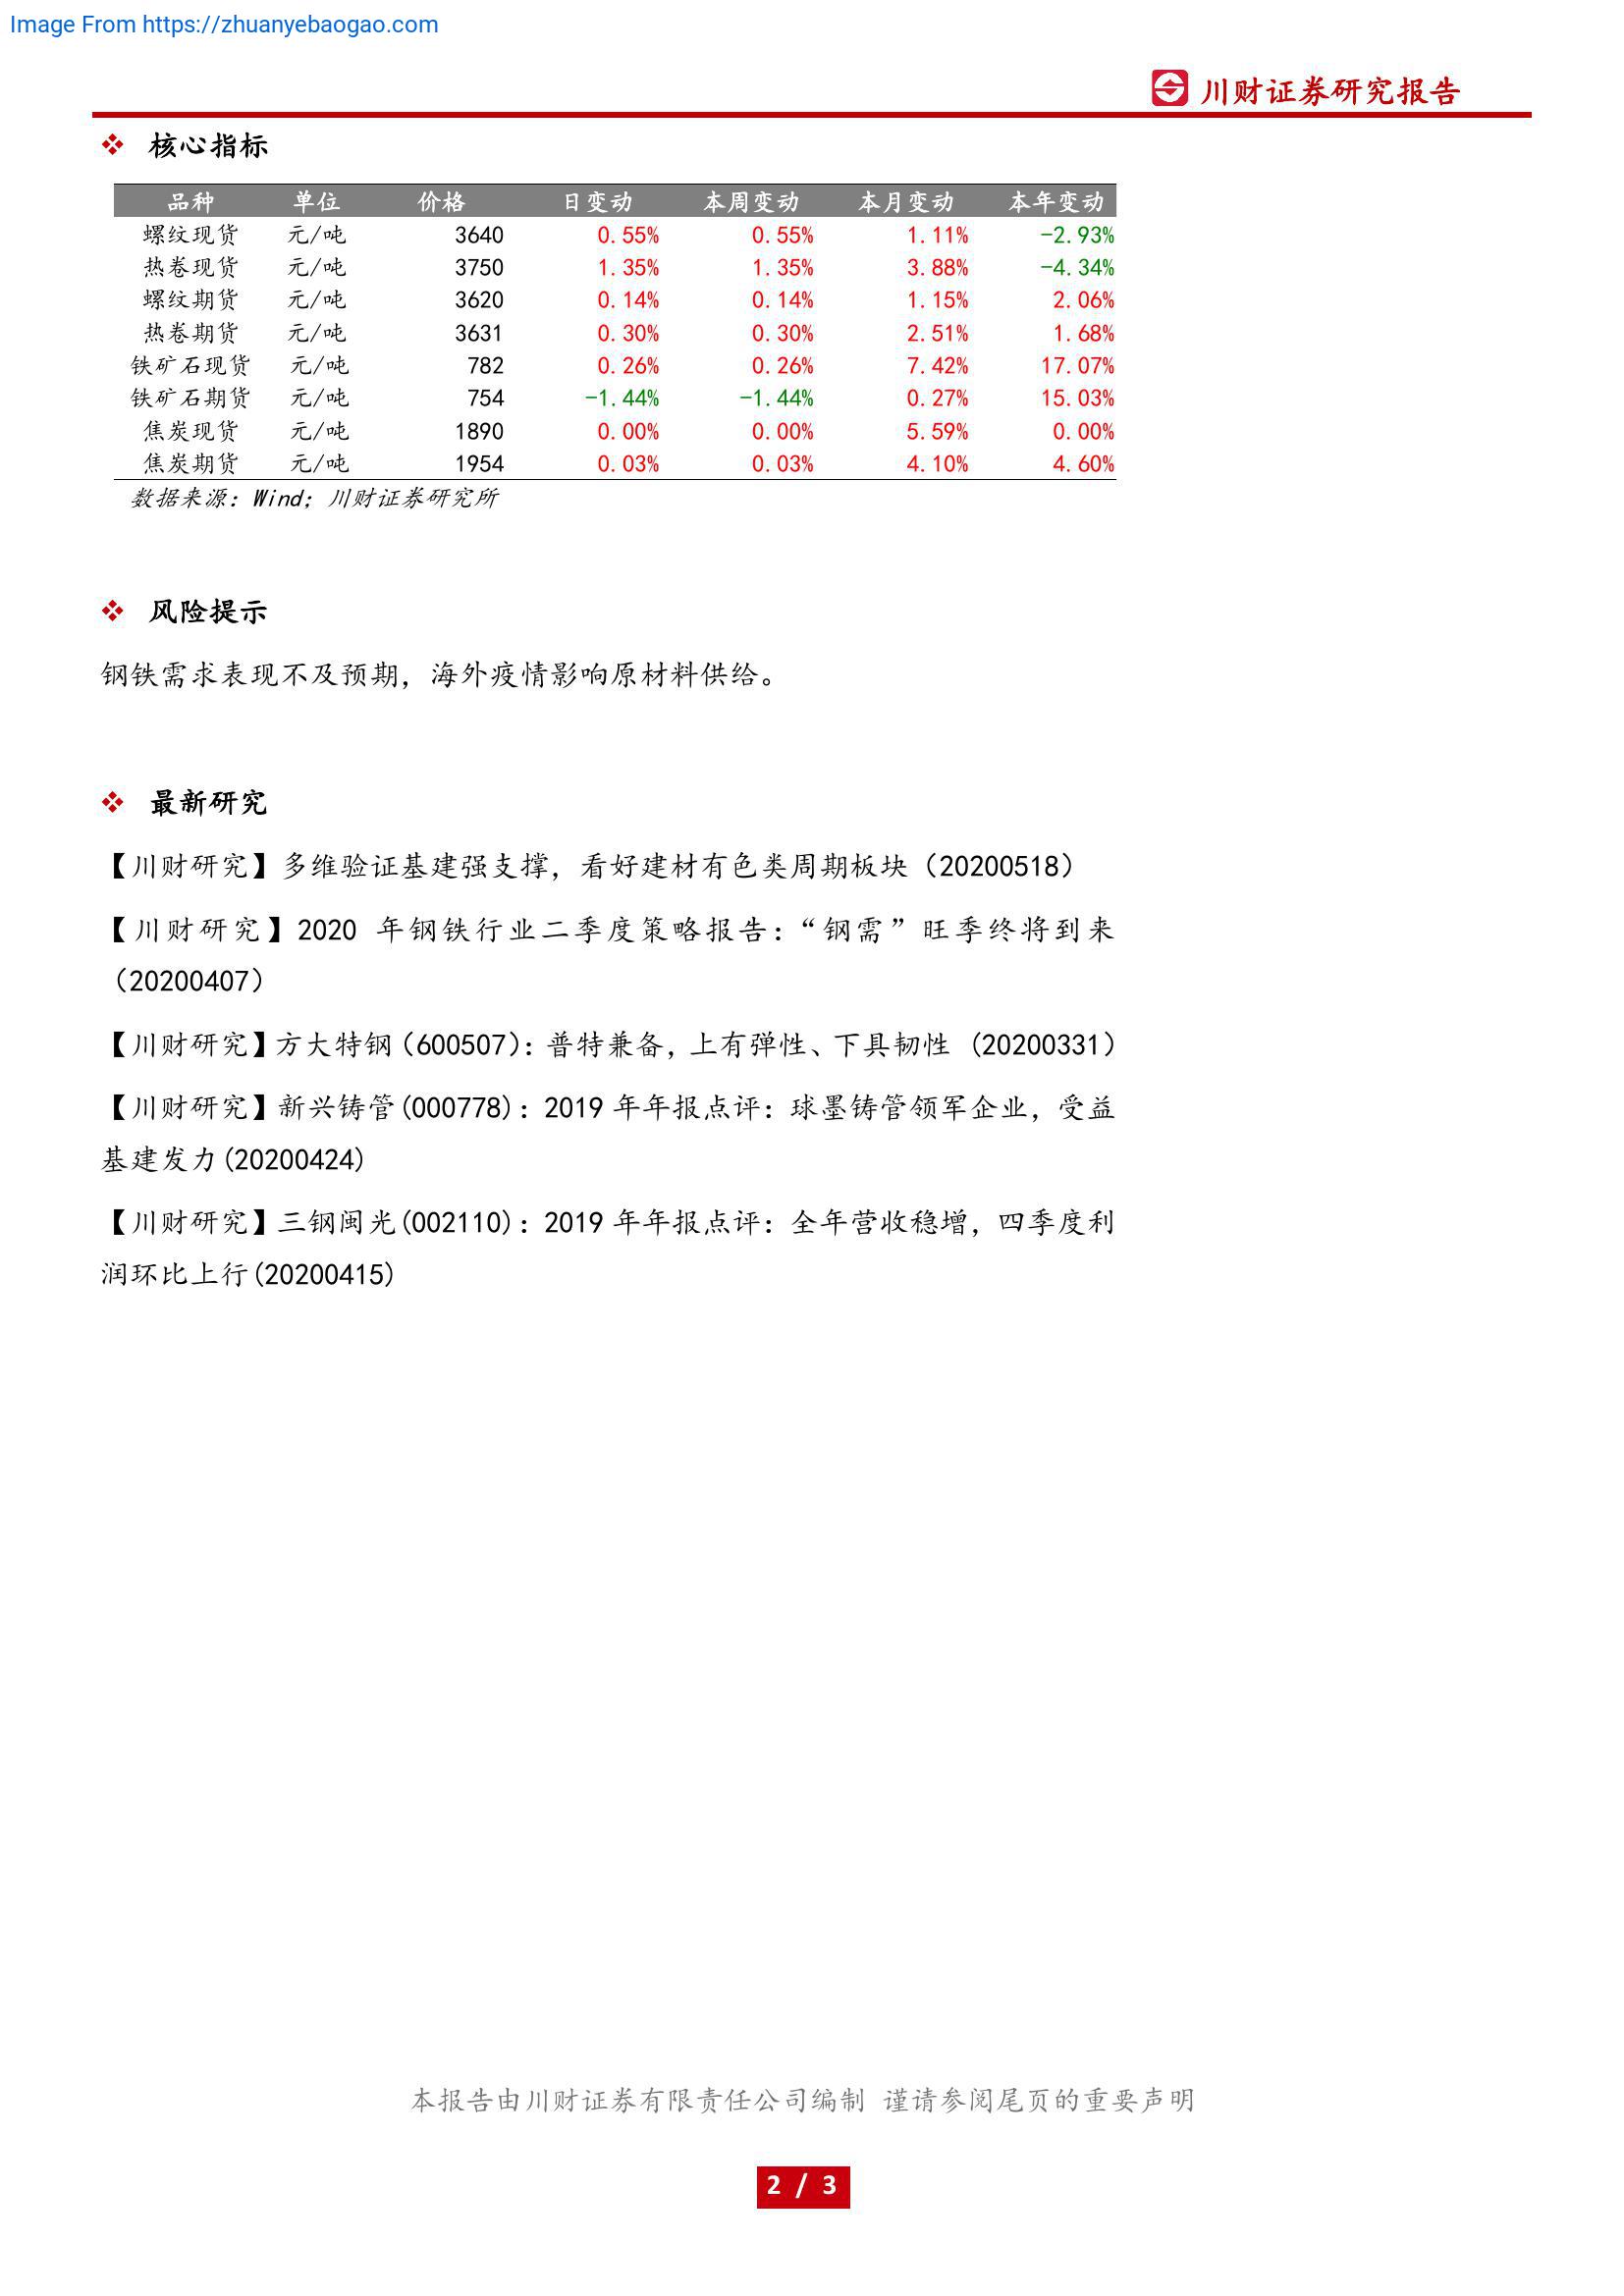 Image From https://zhuanyebaogao.com
川财证券研究报告
核心指标
品种 单位 价格 日变动 本周变动 本月变动 本年变动
螺纹现货 元/吨 3640 0.55% 0.55% 1.11% -2.93%
热卷现货 元/吨 3750 1.35% 1.35% 3.88% -4.34%
螺纹期货 元/吨 3620 0.14% 0.14% 1.15% 2.06%
热卷期货 元/吨 3631 0.30% 0.30% 2.51% 1.68%
铁矿石现货 元/吨 782 0.26% 0.26% 7.42% 17.07%
铁矿石期货 元/吨 754 -1.44% -1.44% 0.27% 15.03%
焦炭现货 元/吨 1890 0.00% 0.00% 5.59% 0.00%
焦炭期货 元/吨 1954 0.03% 0.03% 4.10% 4.60%
数据来源：Wind；川财证券研究所
风险提示
钢铁需求表现不及预期，海外疫情影响原材料供给。
最新研究
【川财研究】多维验证基建强支撑，看好建材有色类周期板块（20200518）
【川财研究】2020 年钢铁行业二季度策略报告：“钢需”旺季终将到来
（20200407）
【川财研究】方大特钢（600507）：普特兼备，上有弹性、下具韧性 (20200331）
【川财研究】新兴铸管(000778)：2019 年年报点评：球墨铸管领军企业，受益
基建发力(20200424)
【川财研究】三钢闽光(002110)：2019 年年报点评：全年营收稳增，四季度利
润环比上行(20200415)
本报告由川财证券有限责任公司编制 谨请参阅尾页的重要声明
2 / 3